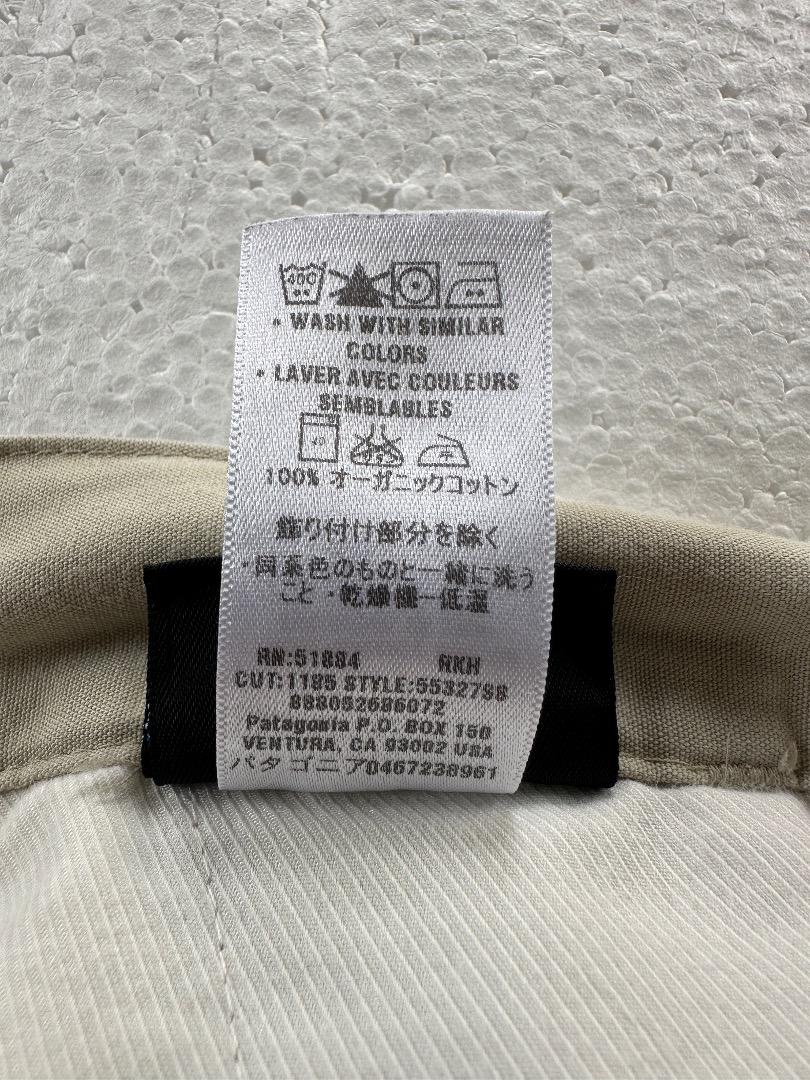 40C
• WASH WITH SIMILAR
COLORS
• LAVER AVEC COULEURS
SEMBLABLES
100% オーガニックコットン
飾り付け部分を除く
・同系色のものと一緒に洗う
こと・乾燥機ー低温
RN:51884 RKH
CUT:1185 STYLE:55327S8
888052686072
Patagonia P.O. BOX 150
VENTURA, CA 93002 USA
パタゴニア0467238961